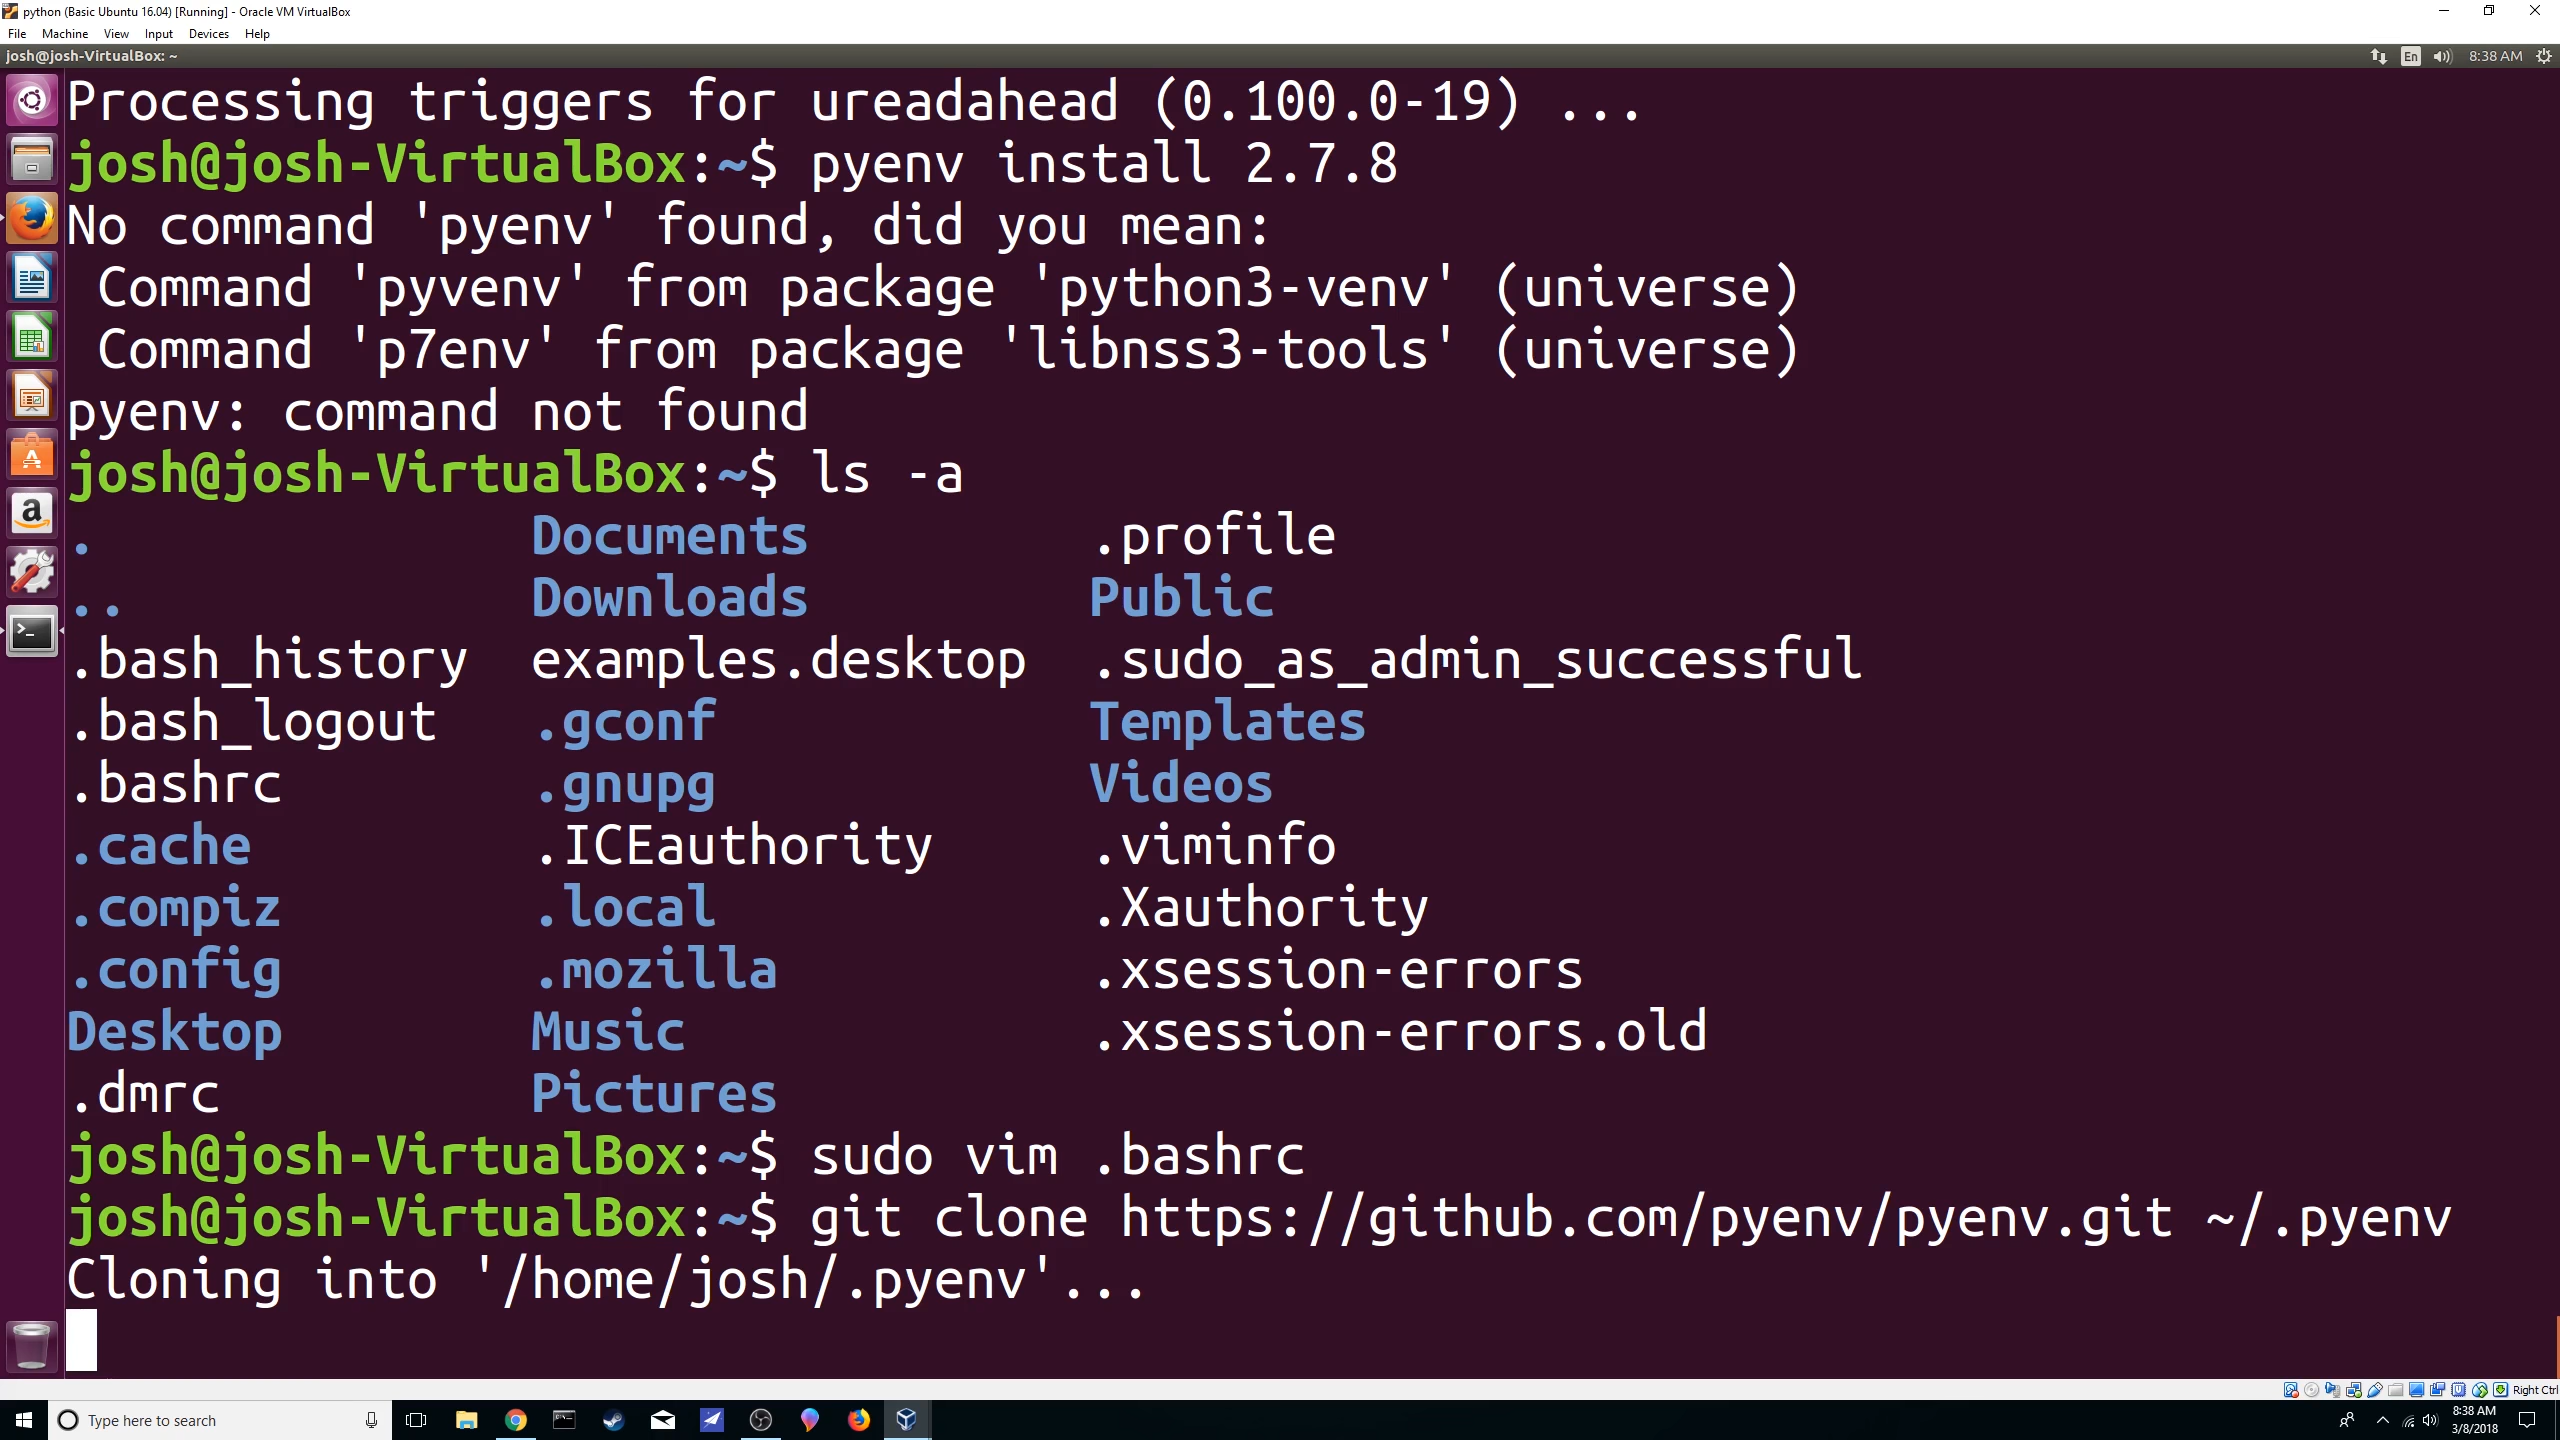 python (Basic Ubuntu 16.04) [Running] - Oracle VM VirtualBox
File Machine View Input Devices Help
josh@josh-VirtualBox: ~
En 8:38 AM
Processing triggers for ureadahead (0.100.0-19) ...
josh@josh-VirtualBox:~$ pyenv install 2.7.8
No command 'pyenv' found, did you mean:
 Command 'pyvenv' from package 'python3-venv' (universe)
 Command 'p7env' from package 'libnss3-tools' (universe)
pyenv: command not found
josh@josh-VirtualBox:~$ ls -a
. Documents .profile
.. Downloads Public
.bash_history examples.desktop .sudo_as_admin_successful
.bash_logout .gconf Templates
.bashrc .gnupg Videos
.cache .ICEauthority .viminfo
.compiz .local .Xauthority
.config .mozilla .xsession-errors
Desktop Music .xsession-errors.old
.dmrc Pictures
josh@josh-VirtualBox:~$ sudo vim .bashrc
josh@josh-VirtualBox:~$ git clone https://github.com/pyenv/pyenv.git ~/.pyenv
Cloning into '/home/josh/.pyenv'...
Right Ctrl
Type here to search
8:38 AM
3/8/2018